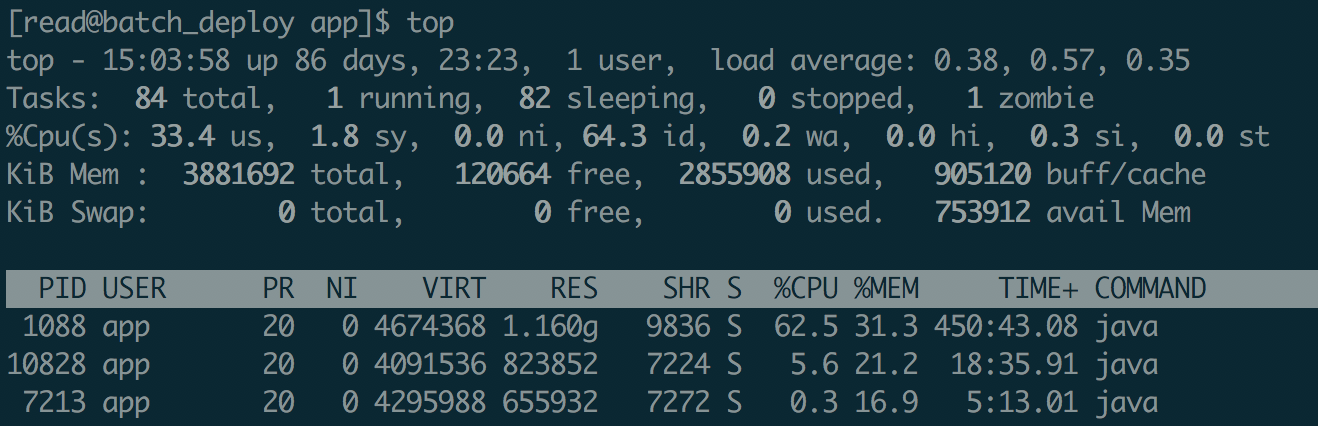 [read@batch_deploy app]$ top
top - 15:03:58 up 86 days, 23:23,  1 user,  load average: 0.38, 0.57, 0.35
Tasks:  84 total,   1 running,  82 sleeping,   0 stopped,   1 zombie
%Cpu(s): 33.4 us,  1.8 sy,  0.0 ni, 64.3 id,  0.2 wa,  0.0 hi,  0.3 si,  0.0 st
KiB Mem :  3881692 total,   120664 free,  2855908 used,   905120 buff/cache
KiB Swap:        0 total,        0 free,        0 used.   753912 avail Mem
  PID USER      PR  NI    VIRT    RES    SHR S  %CPU %MEM     TIME+ COMMAND
 1088 app       20   0 4674368 1.160g   9836 S  62.5 31.3 450:43.08 java
10828 app       20   0 4091536 823852   7224 S   5.6 21.2  18:35.91 java
 7213 app       20   0 4295988 655932   7272 S   0.3 16.9   5:13.01 java